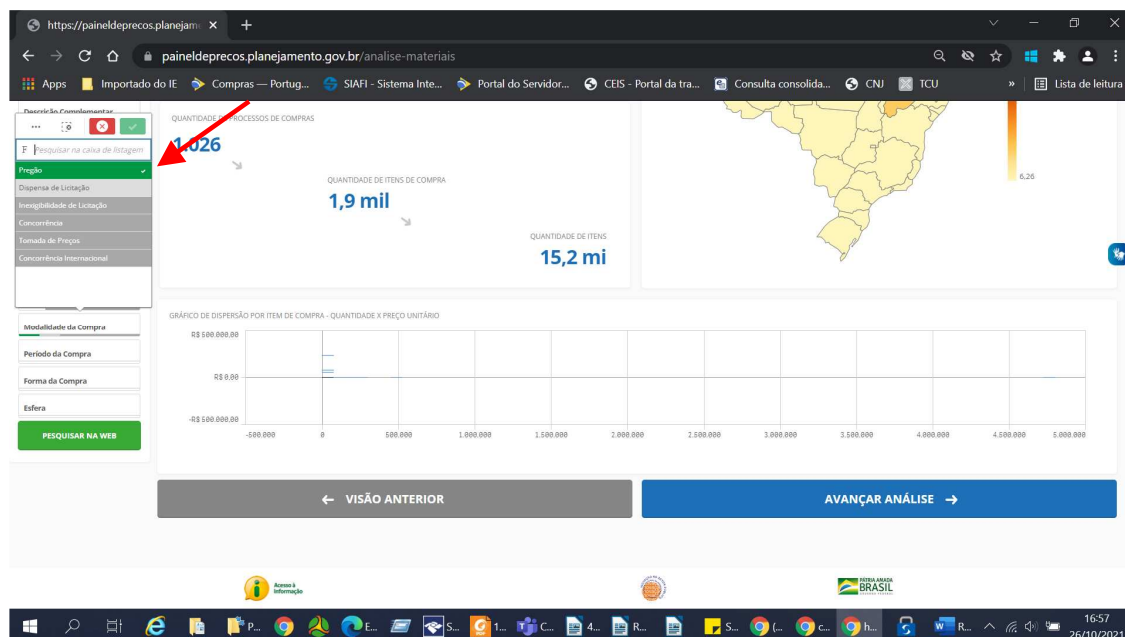 https://paineldeprecos.planejam
paineldeprecos.planejamento.gov.br/analise-materiais
Apps Importado do IE Compras — Portug... SIAFI - Sistema Inte... Portal do Servidor... CEIS - Portal da tra... Consulta consolida... CNJ TCU » Lista de leitura
Descrição Complementar
F Pesquisar na caixa de listagem
Pregão
Dispensa de Licitação
Inexigibilidade de Licitação
Concorrência
Tomada de Preços
Concorrência Internacional
Modalidade da Compra
Período da Compra
Forma da Compra
Esfera
PESQUISAR NA WEB
QUANTIDADE DE PROCESSOS DE COMPRAS
1.026
QUANTIDADE DE ITENS DE COMPRA
1,9 mil
QUANTIDADE DE ITENS
15,2 mi
6,26
GRÁFICO DE DISPERSÃO POR ITEM DE COMPRA - QUANTIDADE X PREÇO UNITÁRIO
R$ 500.000,00
R$ 0,00
-R$ 500.000,00
-500.000 0 500.000 1.000.000 1.500.000 2.000.000 2.500.000 3.000.000 3.500.000 4.000.000 4.500.000 5.000.000
← VISÃO ANTERIOR
AVANÇAR ANÁLISE →
Acesso à
Informação
PÁTRIA AMADA
BRASIL
P... E... S... 1... C... 4... R... S... (... c... h... R...
16:57
26/10/2021